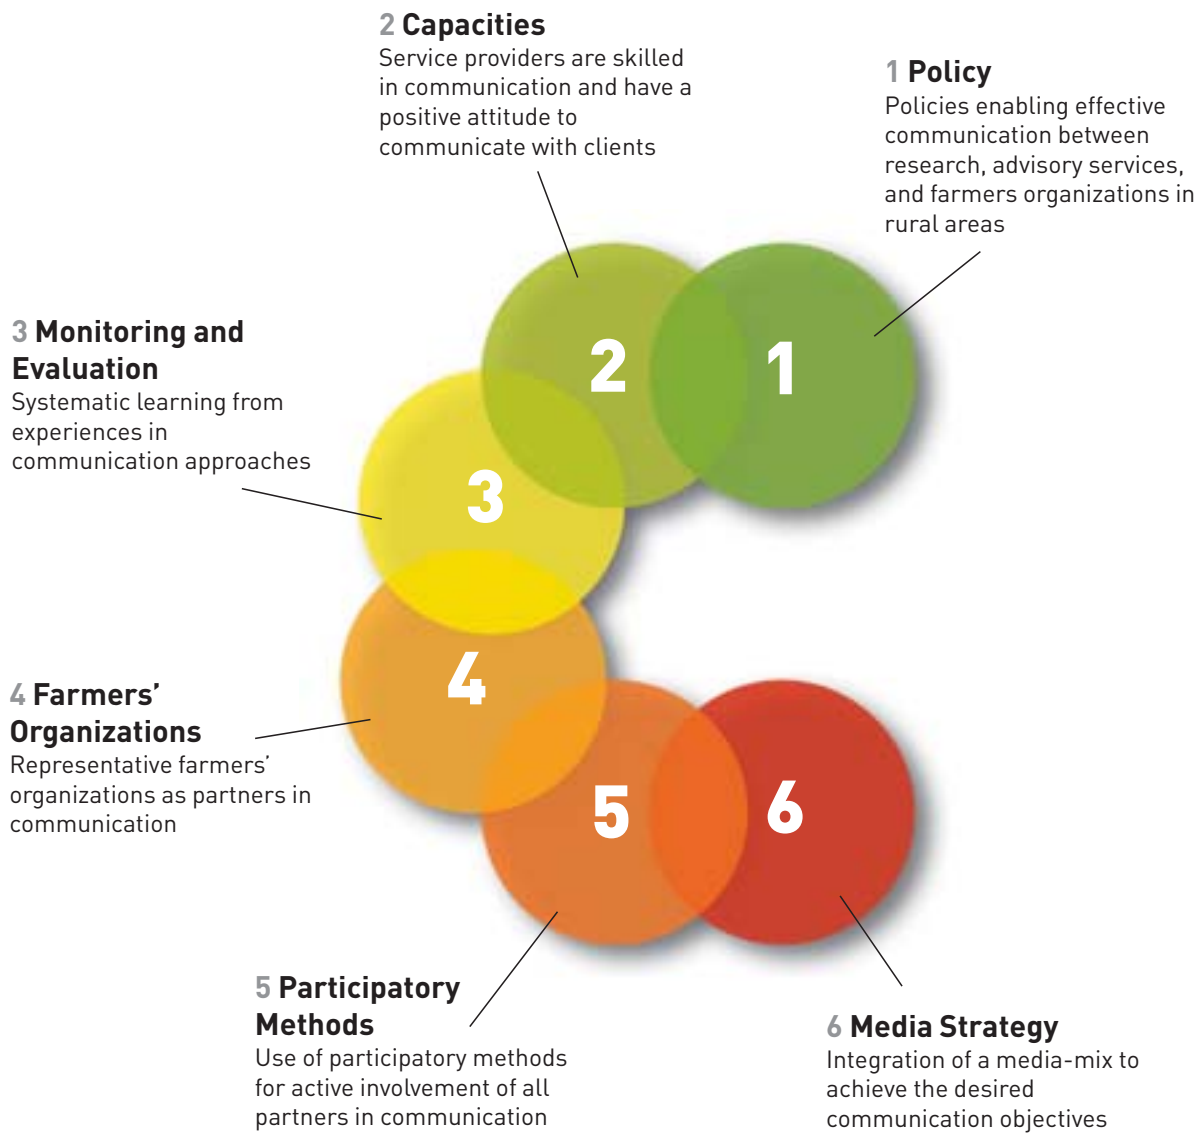 2 Capacities
Service providers are skilled
in communication and have a
positive attitude to
communicate with clients
1 Policy
Policies enabling effective
communication between
research, advisory services,
and farmers organizations in
rural areas
2
1
3 Monitoring and
Evaluation
Systematic learning from
experiences in
communication approaches
3
4
4 Farmers’
Organizations
Representative farmers’
organizations as partners in
communication
5
6
5 Participatory
Methods
Use of participatory methods
for active involvement of all
partners in communication
6 Media Strategy
Integration of a media-mix to
achieve the desired
communication objectives